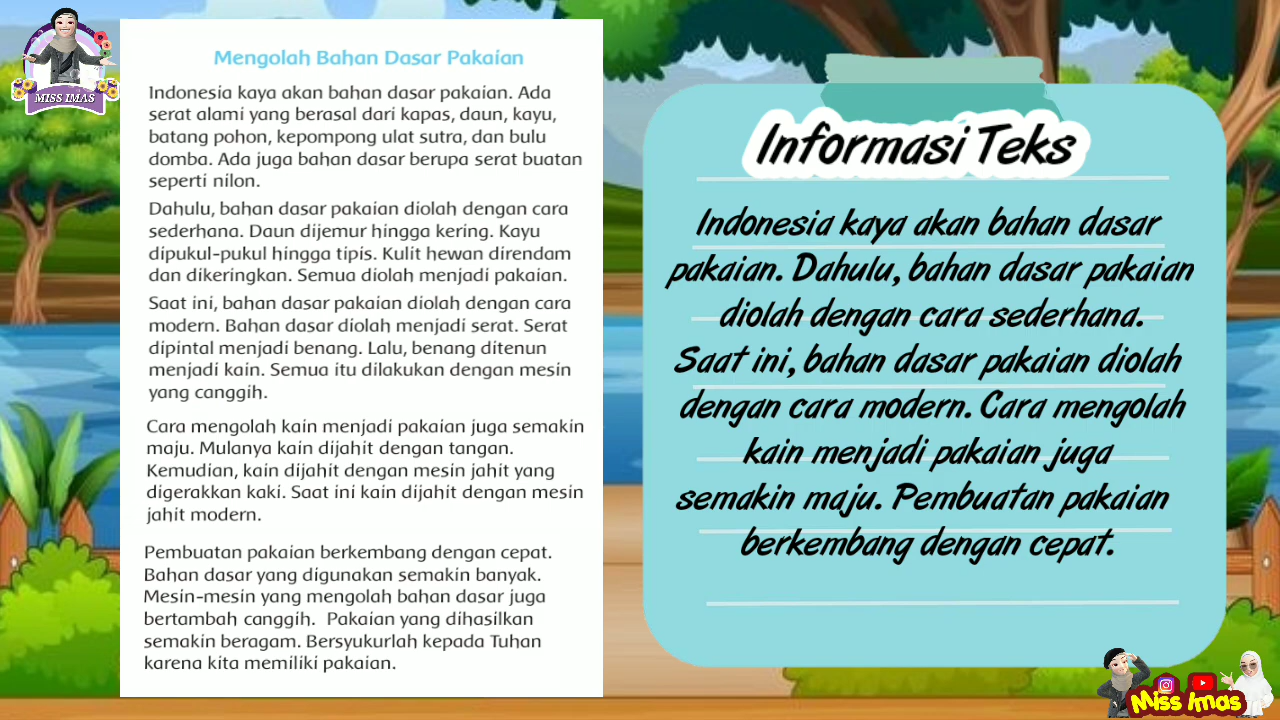 MISS IMAS
Mengolah Bahan Dasar Pakaian
Indonesia kaya akan bahan dasar pakaian. Ada
serat alami yang berasal dari kapas, daun, kayu,
batang pohon, kepompong ulat sutra, dan bulu
domba. Ada juga bahan dasar berupa serat buatan
seperti nilon.
Dahulu, bahan dasar pakaian diolah dengan cara
sederhana. Daun dijemur hingga kering. Kayu
dipukul-pukul hingga tipis. Kulit hewan direndam
dan dikeringkan. Semua diolah menjadi pakaian.
Saat ini, bahan dasar pakaian diolah dengan cara
modern. Bahan dasar diolah menjadi serat. Serat
dipintal menjadi benang. Lalu, benang ditenun
menjadi kain. Semua itu dilakukan dengan mesin
yang canggih.
Cara mengolah kain menjadi pakaian juga semakin
maju. Mulanya kain dijahit dengan tangan.
Kemudian, kain dijahit dengan mesin jahit yang
digerakkan kaki. Saat ini kain dijahit dengan mesin
jahit modern.
Pembuatan pakaian berkembang dengan cepat.
Bahan dasar yang digunakan semakin banyak.
Mesin-mesin yang mengolah bahan dasar juga
bertambah canggih. Pakaian yang dihasilkan
semakin beragam. Bersyukurlah kepada Tuhan
karena kita memiliki pakaian.
Informasi Teks
Indonesia kaya akan bahan dasar
pakaian. Dahulu, bahan dasar pakaian
diolah dengan cara sederhana.
Saat ini, bahan dasar pakaian diolah
dengan cara modern. Cara mengolah
kain menjadi pakaian juga
semakin maju. Pembuatan pakaian
berkembang dengan cepat.
Miss Imas